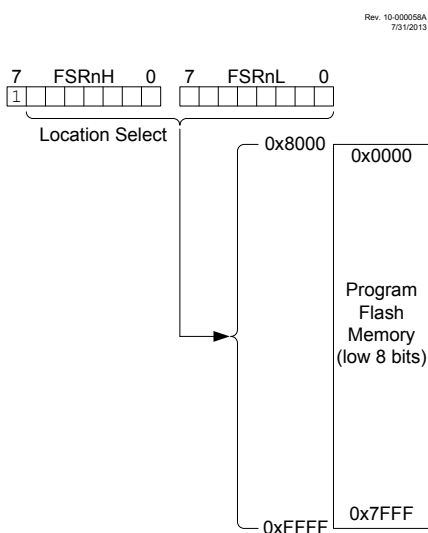 Rev. 10-000058A
7/31/2013
7 FSRnH 0 7 FSRnL 0
1
Location Select
0x8000
0x0000
Program
Flash
Memory
(low 8 bits)
0x7FFF
0xFFFF